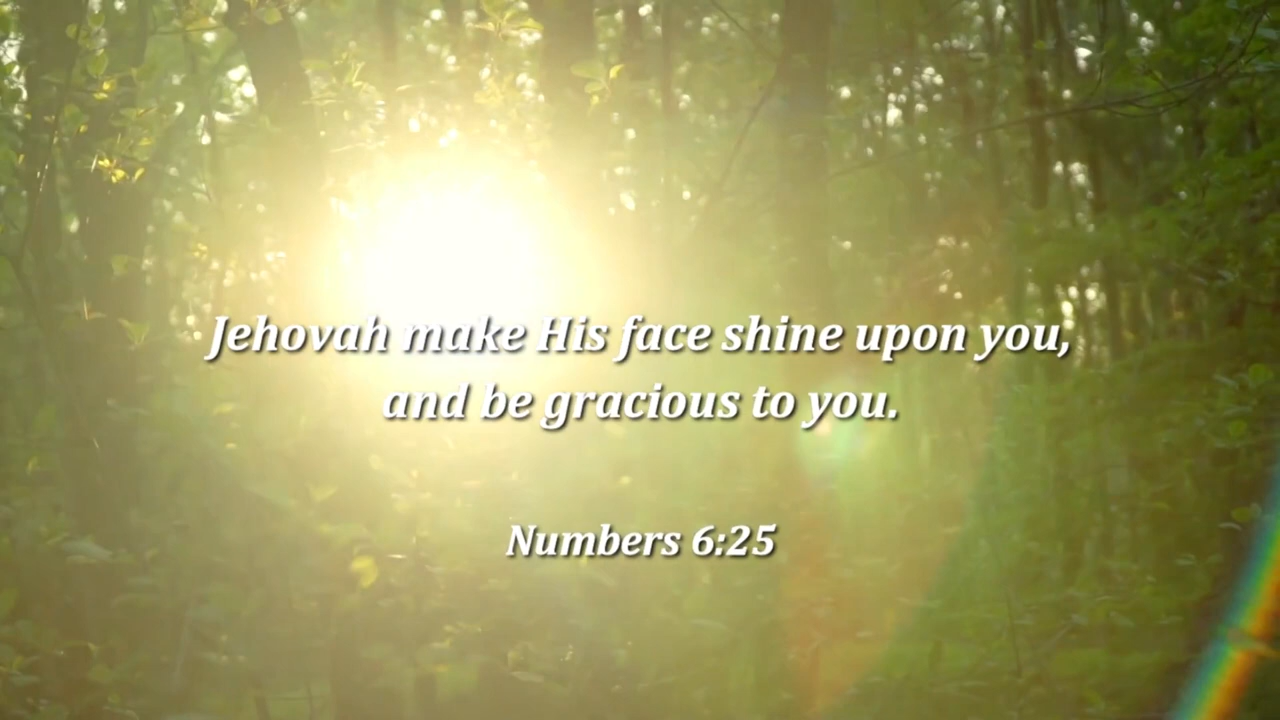 Jehovah make His face shine upon you,
and be gracious to you.
Numbers 6:25